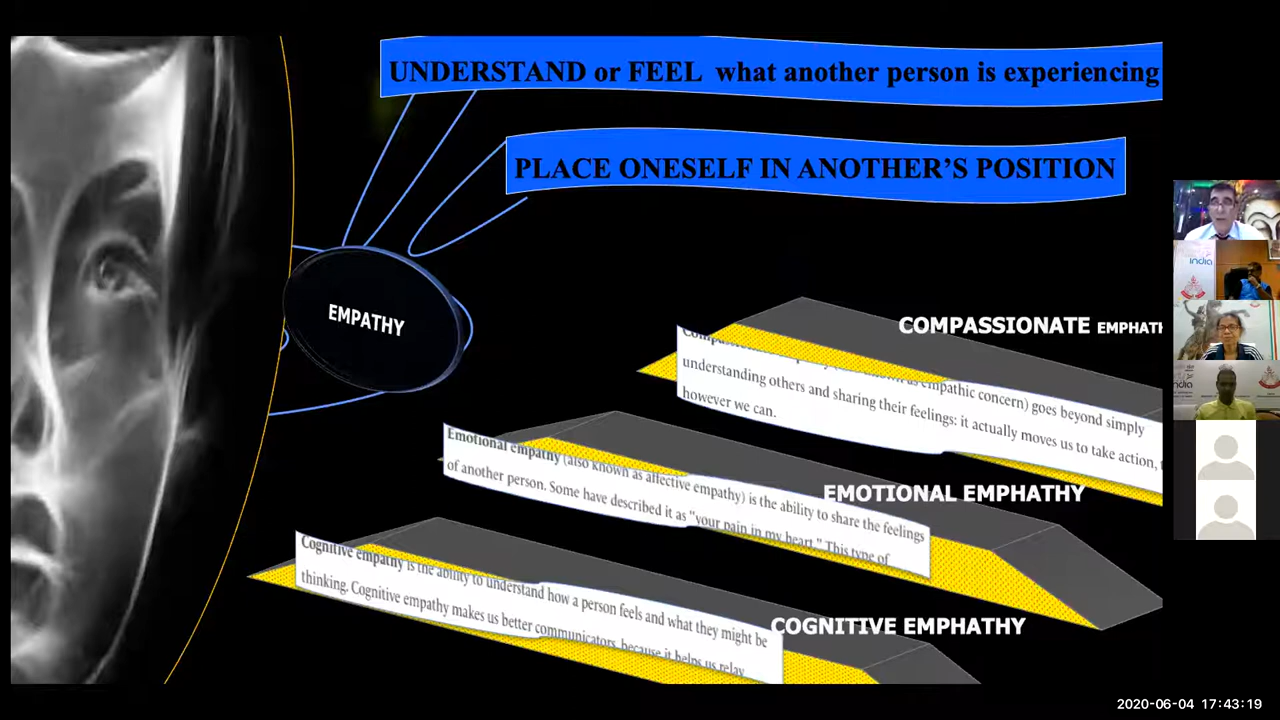 UNDERSTAND or FEEL what another person is experiencing
PLACE ONESELF IN ANOTHER'S POSITION
EMPATHY
COMPASSIONATE EMPHATH
empathic concern) goes beyond simply
understanding others and sharing their feelings: it actually moves us to take action,
however we can.
EMOTIONAL EMPHATHY
Emotional empathy (also known as affective empathy) is the ability to share the feelings
of another person. Some have described it as "your pain in my heart." This type of
COGNITIVE EMPHATHY
Cognitive empathy is the ability to understand how a person feels and what they might be
thinking. Cognitive empathy makes us better communicators, because it helps us relay
india
india
2020-06-04 17:43:19